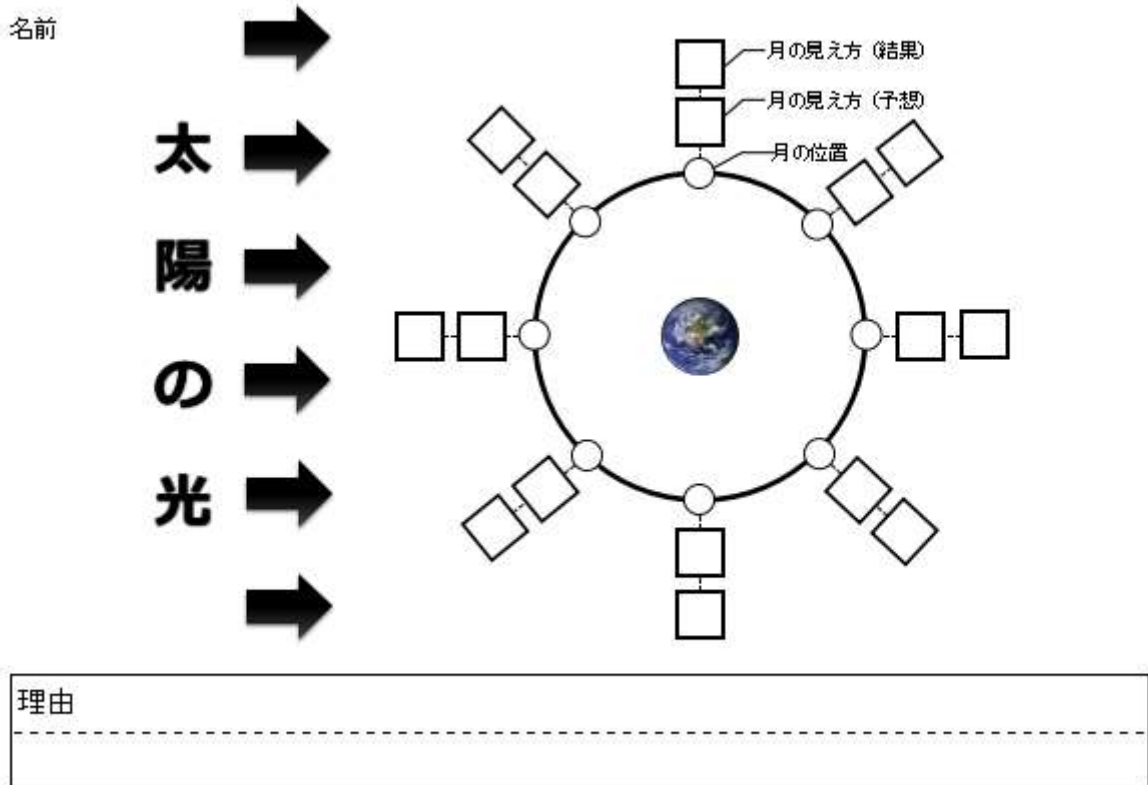 名前
太陽の光
月の見え方（結果）
月の見え方（予想）
月の位置
理由